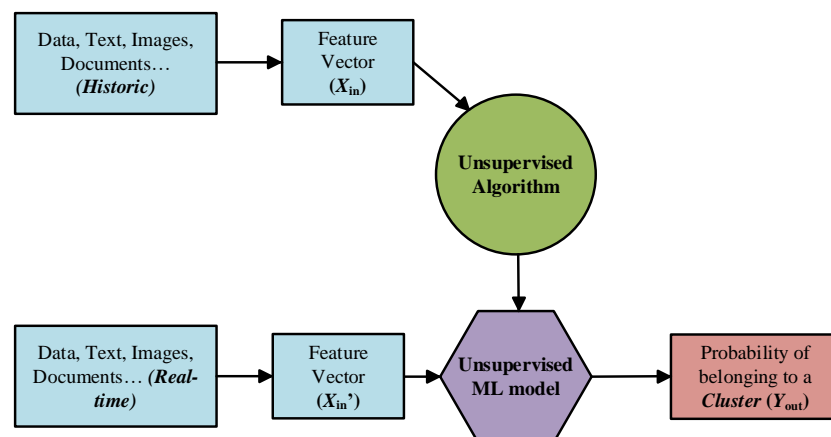 Data, Text, Images,
Documents…
(Historic)
Feature
Vector
(Xin)
Unsupervised
Algorithm
Data, Text, Images,
Documents… (Real-
time)
Feature
Vector
(Xin’)
Unsupervised
ML model
Probability of
belonging to a
Cluster (Yout)